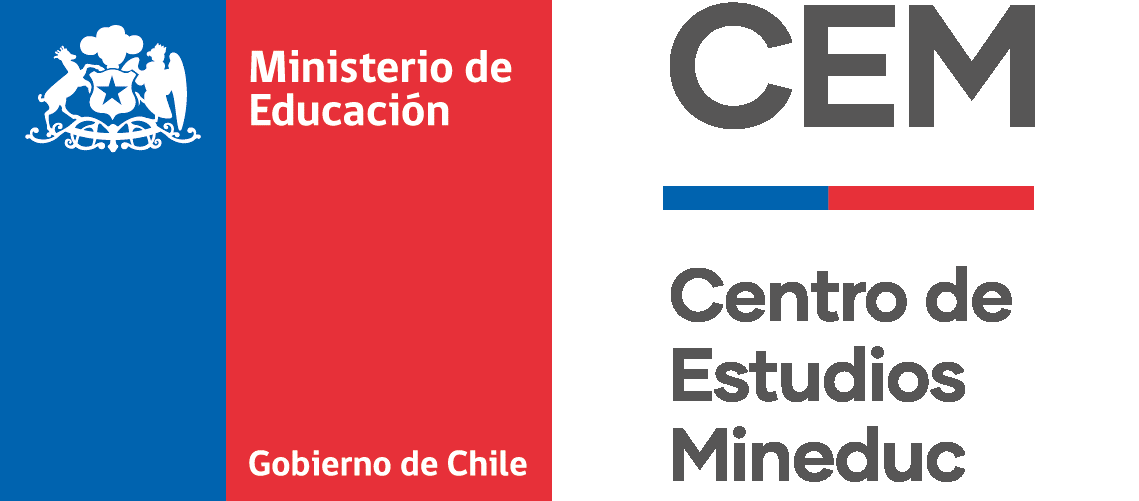 Ministerio de
Educación
Gobierno de Chile
CEM
Centro de
Estudios
Mineduc